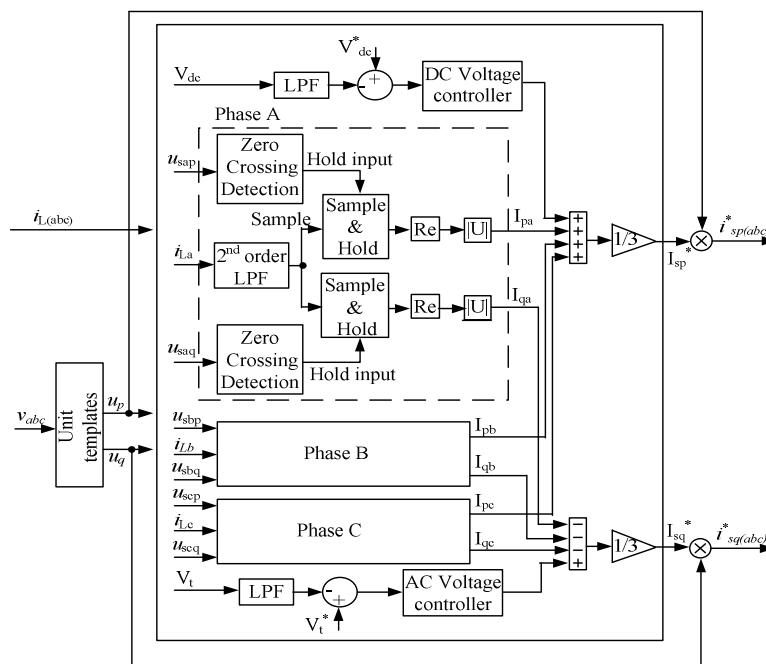 V*dc
Vdc
LPF
-
+
DC Voltage
controller
Phase A
usap
Zero
Crossing
Detection
Hold input
Sample
Sample
&
Hold
Re
|U|
Ipa
iL(abc)
iLa
2nd order
LPF
Sample
&
Hold
Re
|U|
Iqa
usaq
Zero
Crossing
Detection
Hold input
+
+
+
+
1/3
Isp*
i*sp(abc)
vabc
Unit
templates
up
uq
usbp
iLb
usbq
Phase B
Ipb
Iqb
uscp
iLc
uscq
Phase C
Ipc
Iqc
−
−
−
+
1/3
Isq*
i*sq(abc)
Vt
LPF
-
+
Vt*
AC Voltage
controller